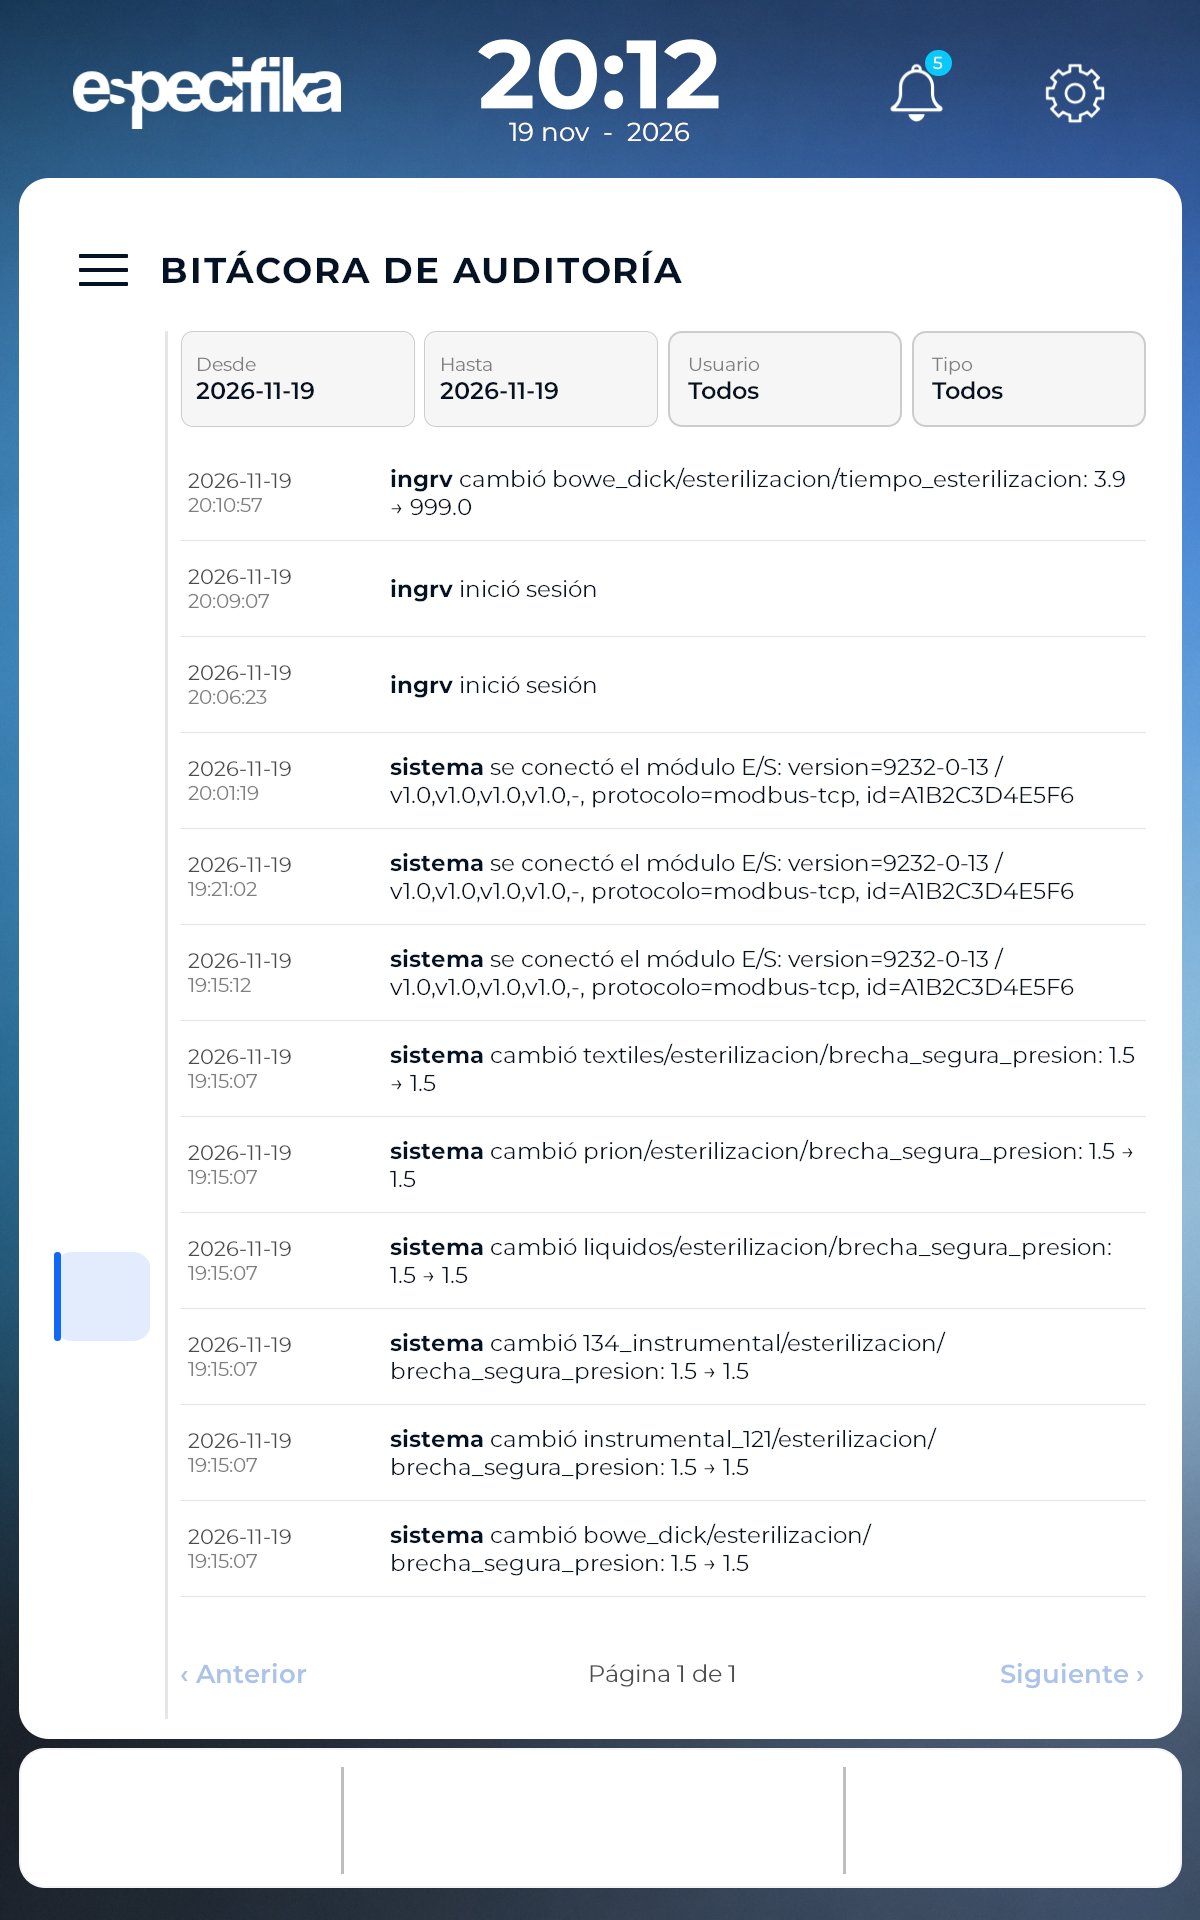 especifika
20:12
19 nov - 2026
5
BITÁCORA DE AUDITORÍA
Desde
2026-11-19
Hasta
2026-11-19
Usuario
Todos
Tipo
Todos
2026-11-19
20:10:57
ingrv cambió bowe_dick/esterilizacion/tiempo_esterilizacion: 3.9
→ 999.0
2026-11-19
20:09:07
ingrv inició sesión
2026-11-19
20:06:23
ingrv inició sesión
2026-11-19
20:01:19
sistema se conectó el módulo E/S: version=9232-0-13 /
v1.0,v1.0,v1.0,v1.0,-, protocolo=modbus-tcp, id=A1B2C3D4E5F6
2026-11-19
19:21:02
sistema se conectó el módulo E/S: version=9232-0-13 /
v1.0,v1.0,v1.0,v1.0,-, protocolo=modbus-tcp, id=A1B2C3D4E5F6
2026-11-19
19:15:12
sistema se conectó el módulo E/S: version=9232-0-13 /
v1.0,v1.0,v1.0,v1.0,-, protocolo=modbus-tcp, id=A1B2C3D4E5F6
2026-11-19
19:15:07
sistema cambió textiles/esterilizacion/brecha_segura_presion: 1.5
→ 1.5
2026-11-19
19:15:07
sistema cambió prion/esterilizacion/brecha_segura_presion: 1.5 →
1.5
2026-11-19
19:15:07
sistema cambió liquidos/esterilizacion/brecha_segura_presion:
1.5 → 1.5
2026-11-19
19:15:07
sistema cambió 134_instrumental/esterilizacion/
brecha_segura_presion: 1.5 → 1.5
2026-11-19
19:15:07
sistema cambió instrumental_121/esterilizacion/
brecha_segura_presion: 1.5 → 1.5
2026-11-19
19:15:07
sistema cambió bowe_dick/esterilizacion/
brecha_segura_presion: 1.5 → 1.5
‹ Anterior
Página 1 de 1
Siguiente ›